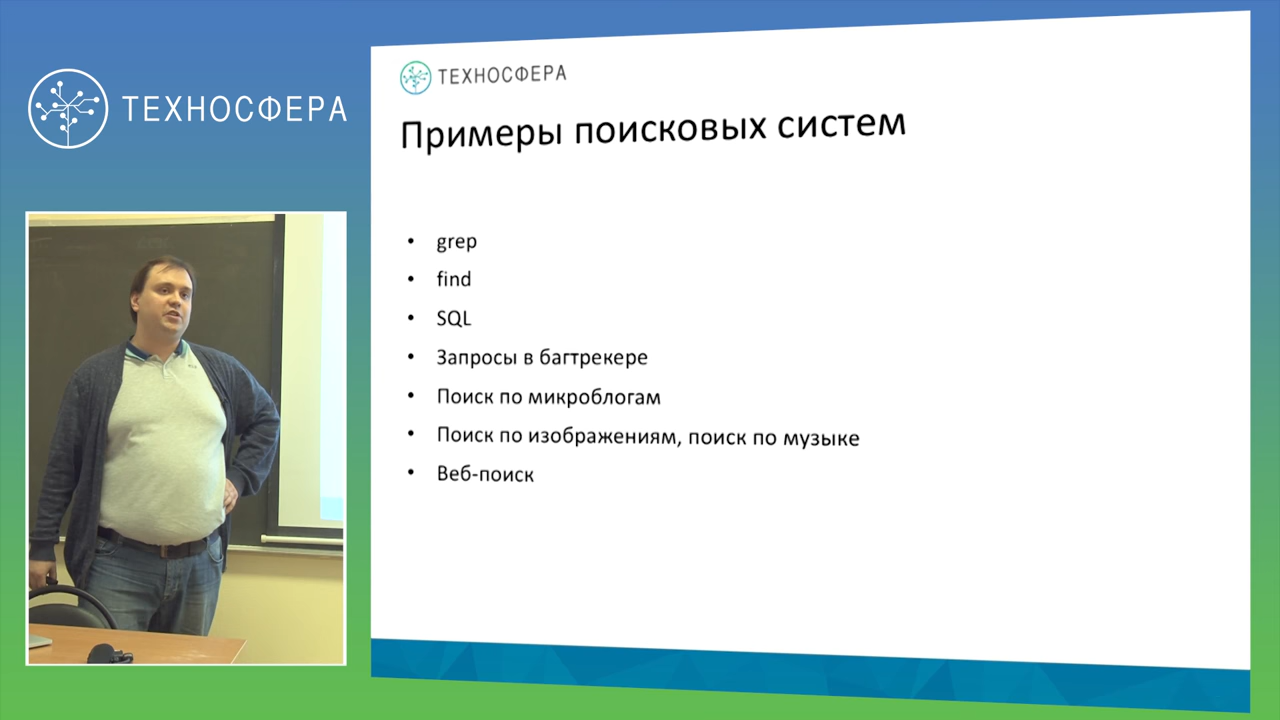 ТЕХНОСФЕРА
ТЕХНОСФЕРА
Примеры поисковых систем
• grep
• find
• SQL
• Запросы в багтрекере
• Поиск по микроблогам
• Поиск по изображениям, поиск по музыке
• Веб-поиск